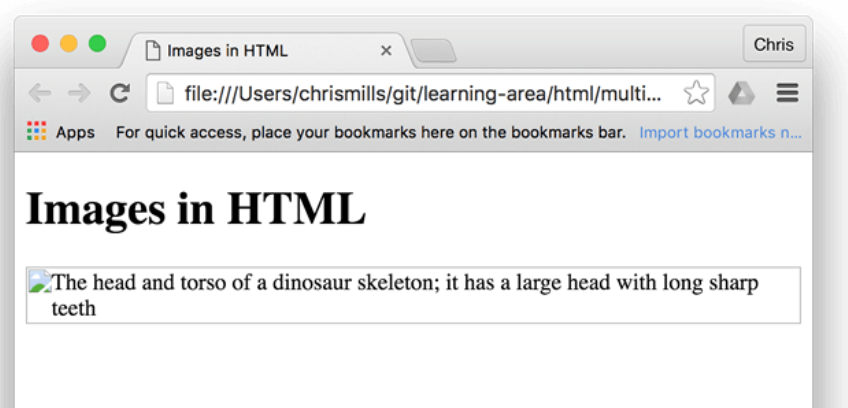 Images in HTML
Chris
file:///Users/chrismills/git/learning-area/html/multi...
Apps For quick access, place your bookmarks here on the bookmarks bar. Import bookmarks n...
Images in HTML
The head and torso of a dinosaur skeleton; it has a large head with long sharp
teeth